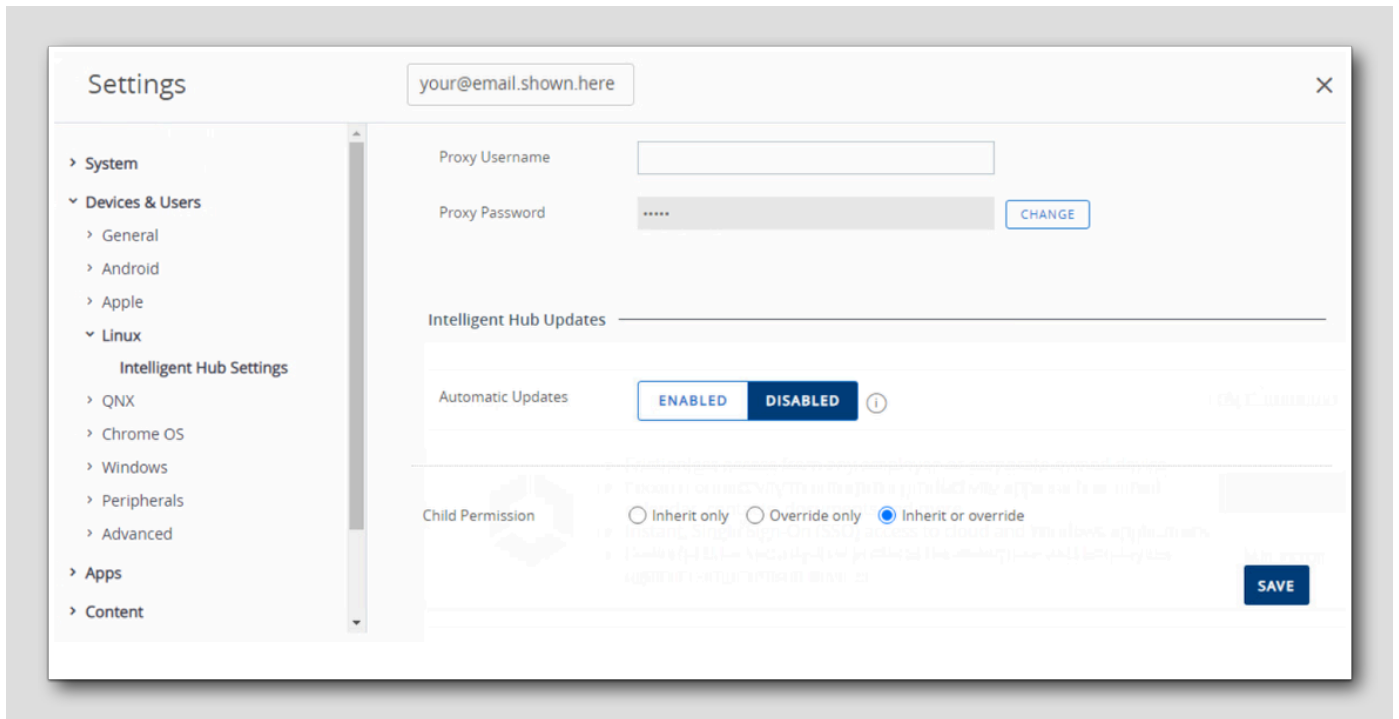 Settings
your@email.shown.here
System
Devices & Users
General
Android
Apple
Linux
Intelligent Hub Settings
QNX
Chrome OS
Windows
Peripherals
Advanced
Apps
Content
Proxy Username
Proxy Password
•••••
CHANGE
Intelligent Hub Updates
Automatic Updates
ENABLED DISABLED
Child Permission
Inherit only Override only Inherit or override
SAVE